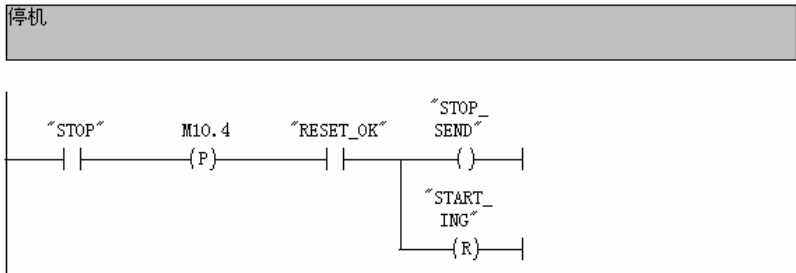 停机
"STOP"
M10.4
"RESET_OK"
"STOP_
SEND"
(P)
( )
"START_
ING"
(R)